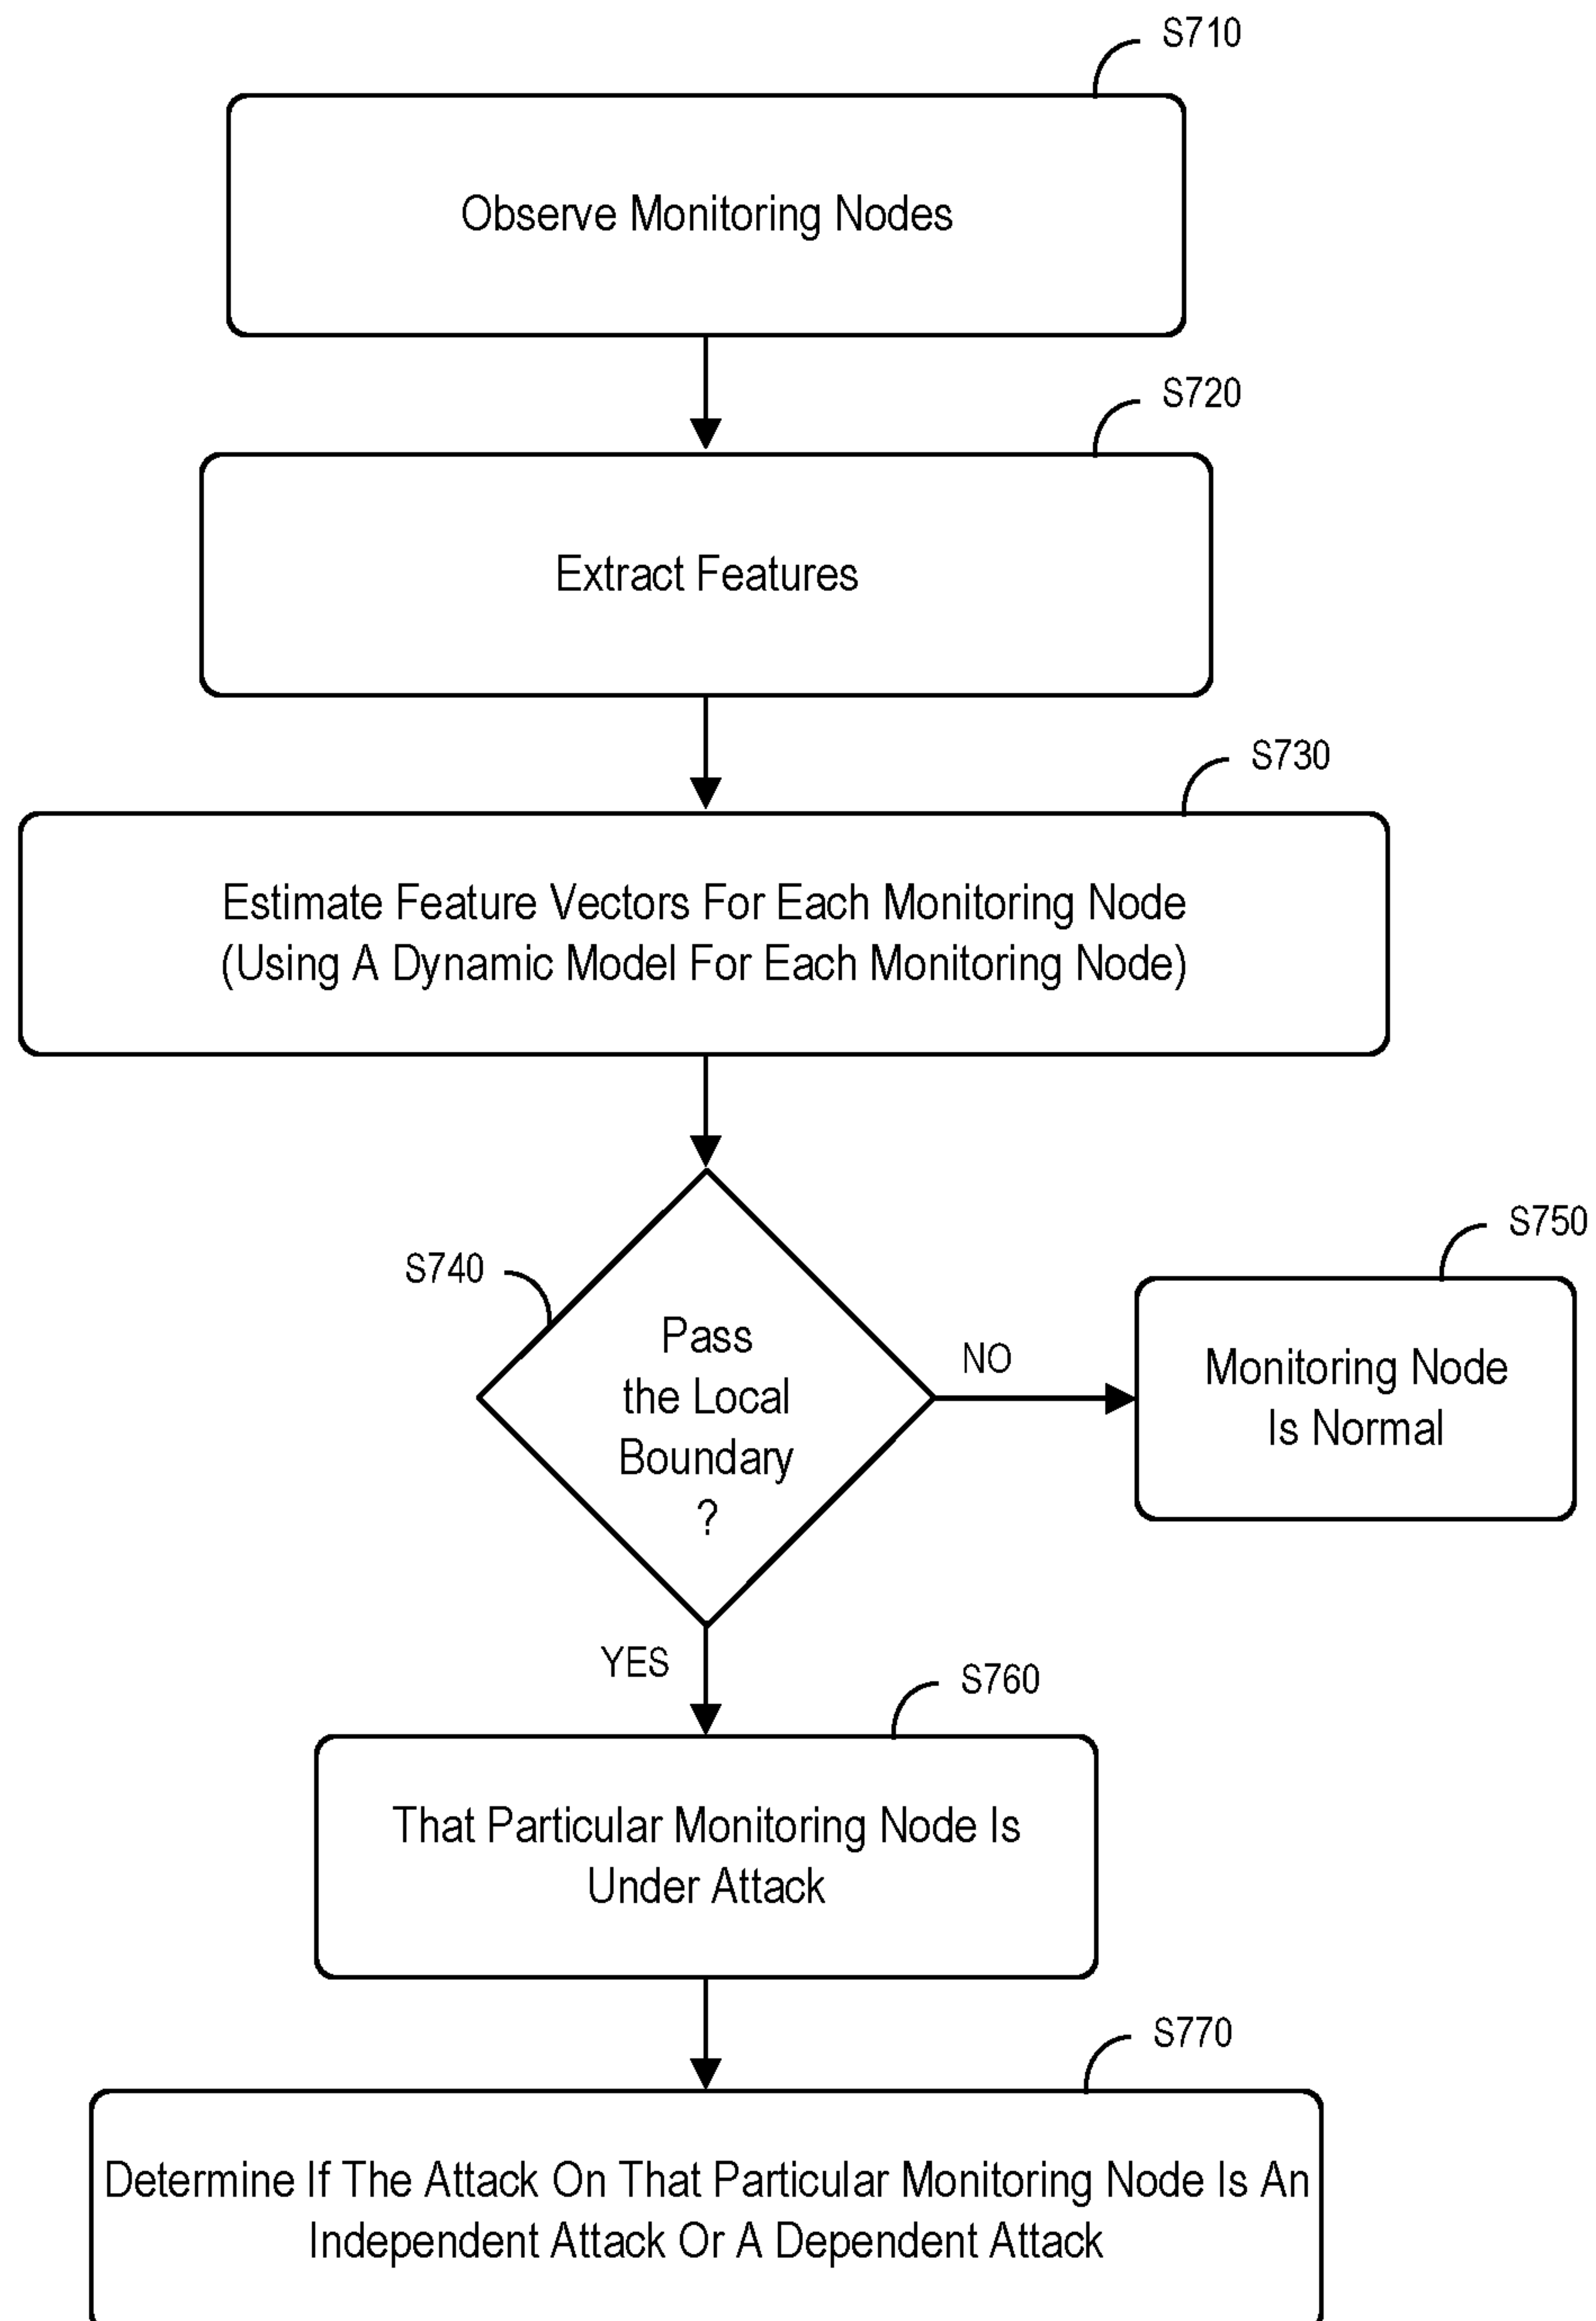 S710
Observe Monitoring Nodes
S720
Extract Features
S730
Estimate Feature Vectors For Each Monitoring Node
(Using A Dynamic Model For Each Monitoring Node)
S740
Pass
the Local
Boundary
?
NO
S750
Monitoring Node
Is Normal
YES
S760
That Particular Monitoring Node Is
Under Attack
S770
Determine If The Attack On That Particular Monitoring Node Is An
Independent Attack Or A Dependent Attack